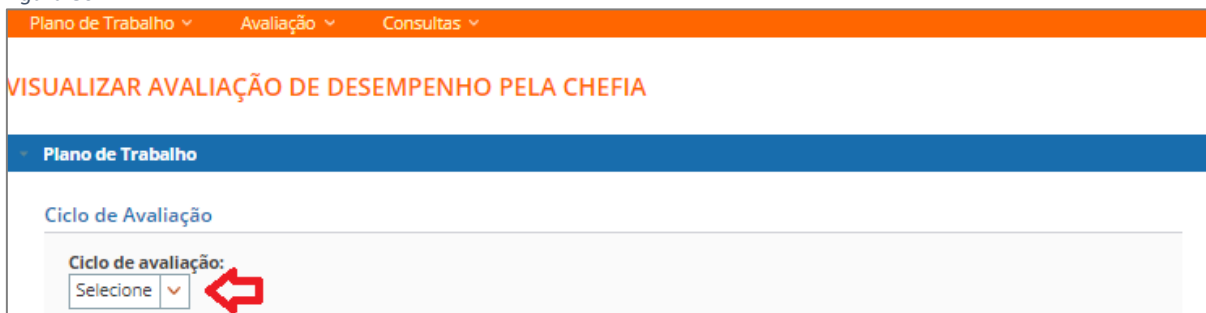 Plano de Trabalho Avaliação Consultas
VISUALIZAR AVALIAÇÃO DE DESEMPENHO PELA CHEFIA
Plano de Trabalho
Ciclo de Avaliação
Ciclo de avaliação:
Selecione